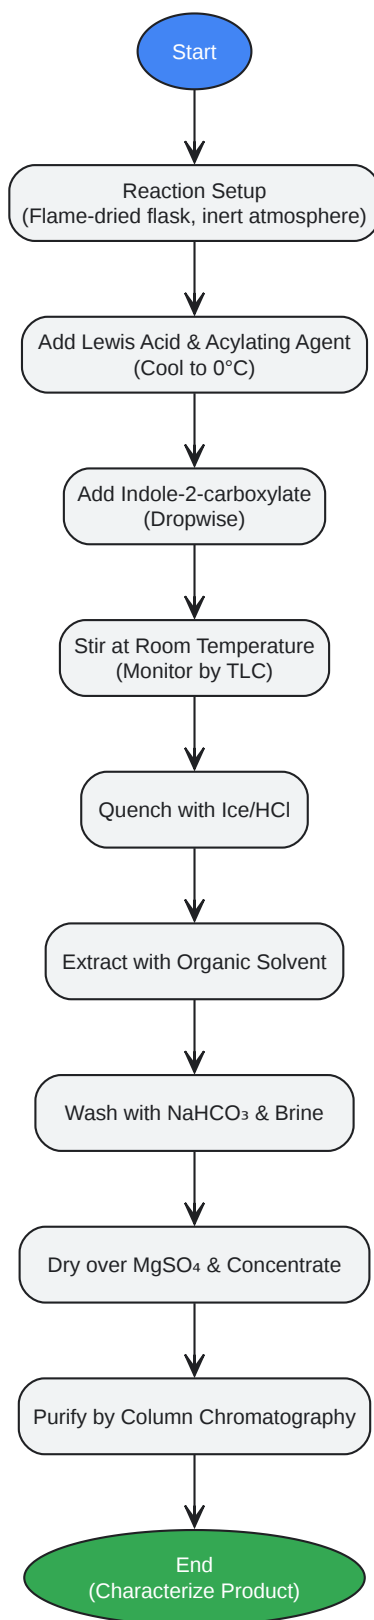 Start
Reaction Setup
(Flame-dried flask, inert atmosphere)
Add Lewis Acid & Acylating Agent
(Cool to 0°C)
Add Indole-2-carboxylate
(Dropwise)
Stir at Room Temperature
(Monitor by TLC)
Quench with Ice/HCl
Extract with Organic Solvent
Wash with NaHCO₃ & Brine
Dry over MgSO₄ & Concentrate
Purify by Column Chromatography
End
(Characterize Product)